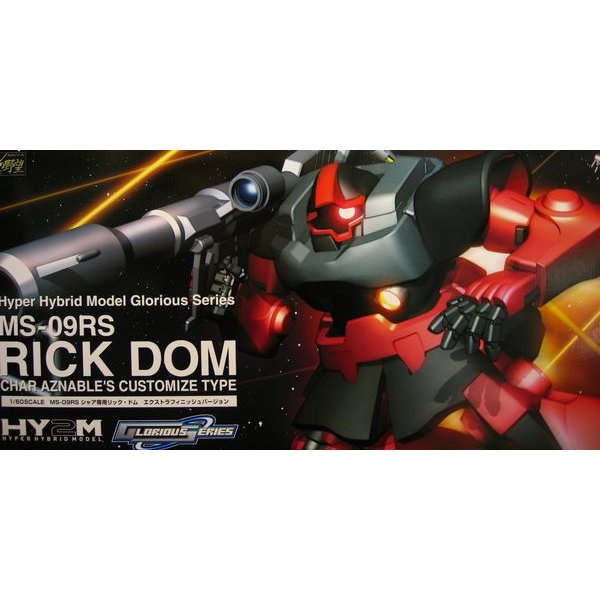 野望
Hyper Hybrid Model Glorious Series
MS-09RS
RICK DOM
CHAR AZNABLE'S CUSTOMIZE TYPE
1/60SCALE MS-09RS シャア専用リック・ドム エクストラフィニッシュバージョン
HY2M
HYPER HYBRID MODEL
GLORIOUS SERIES